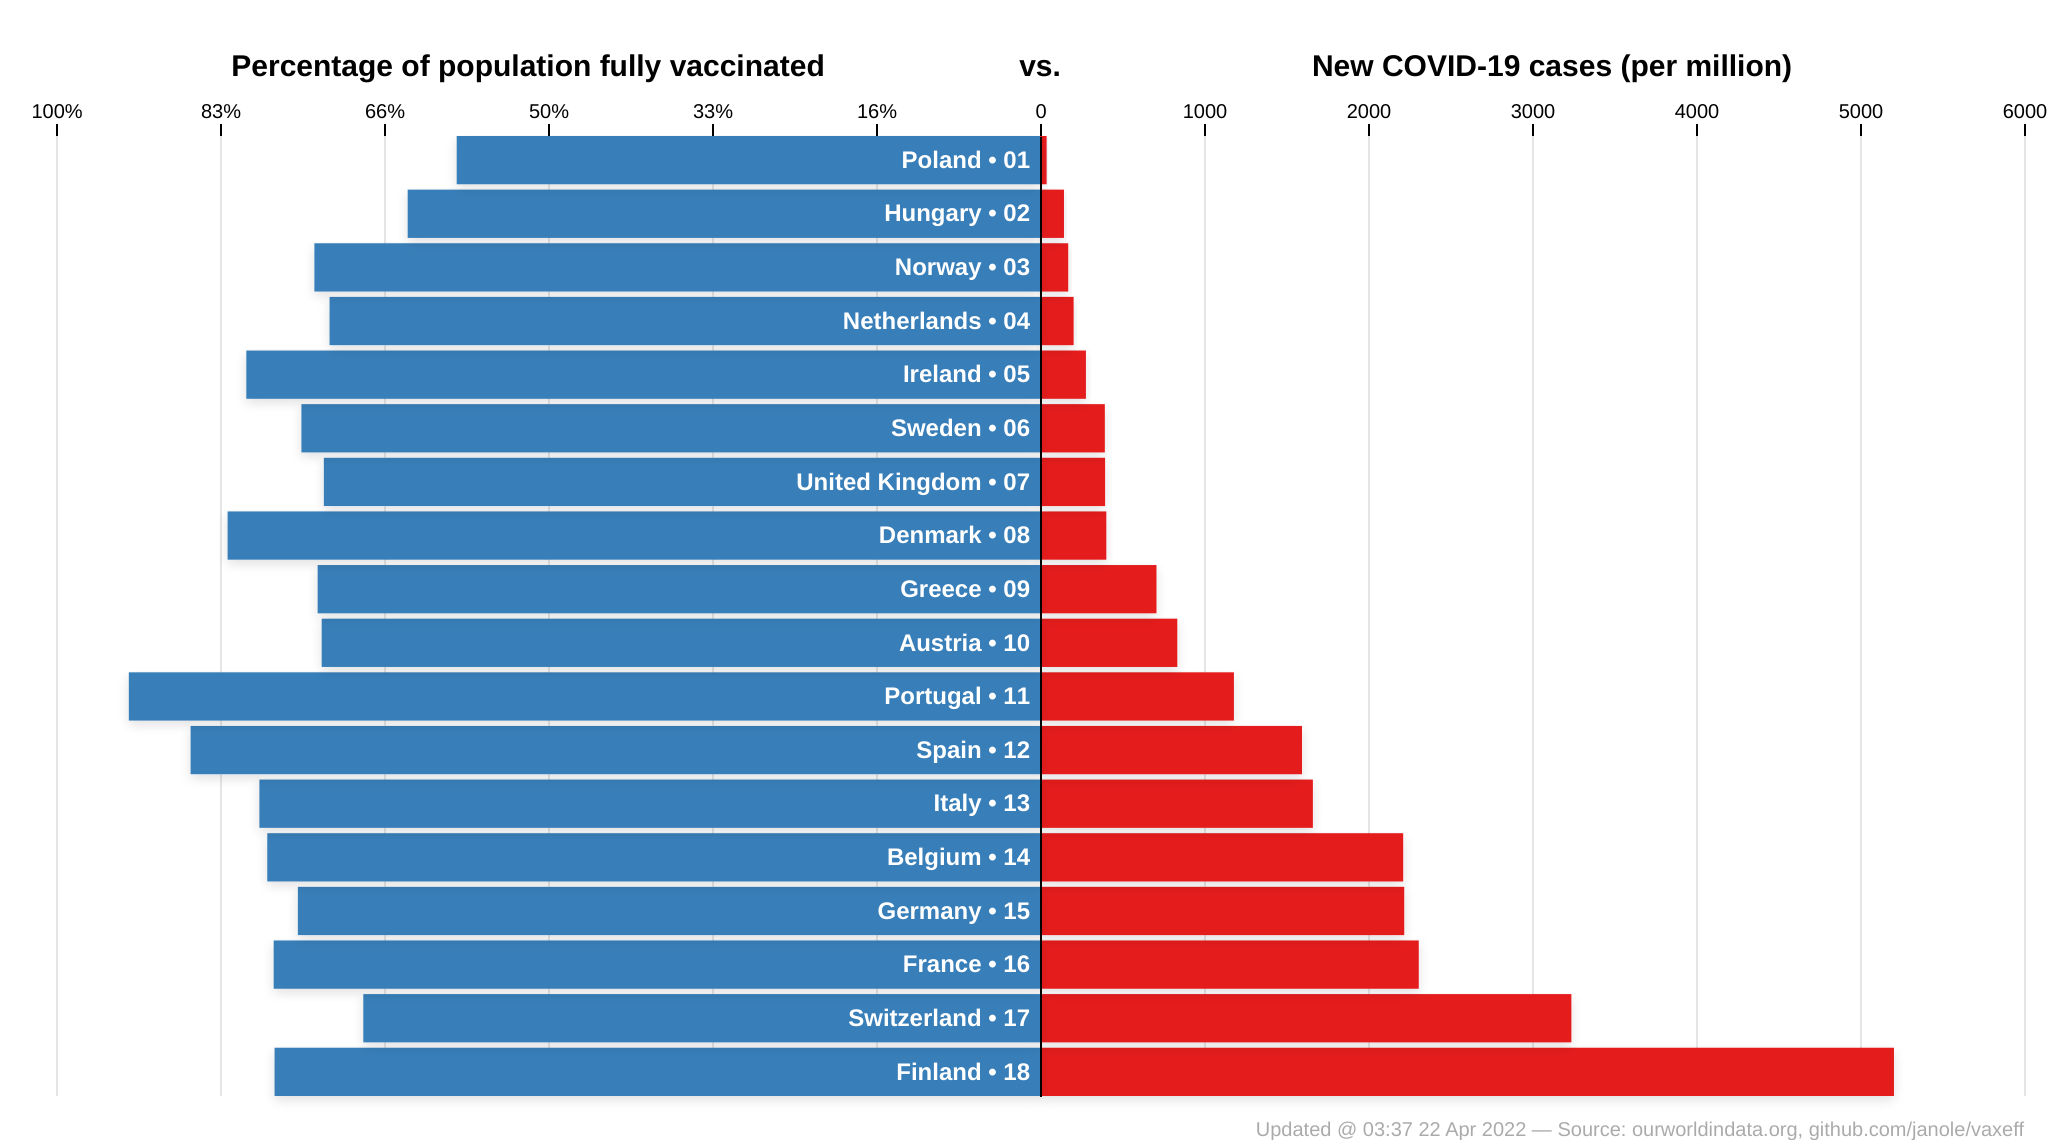 Percentage of population fully vaccinated vs. New COVID-19 cases (per million)
100% 83% 66% 50% 33% 16% 0 1000 2000 3000 4000 5000 6000
Poland • 01
Hungary • 02
Norway • 03
Netherlands • 04
Ireland • 05
Sweden • 06
United Kingdom • 07
Denmark • 08
Greece • 09
Austria • 10
Portugal • 11
Spain • 12
Italy • 13
Belgium • 14
Germany • 15
France • 16
Switzerland • 17
Finland • 18
Updated @ 03:37 22 Apr 2022 — Source: ourworldindata.org, github.com/janole/vaxeff